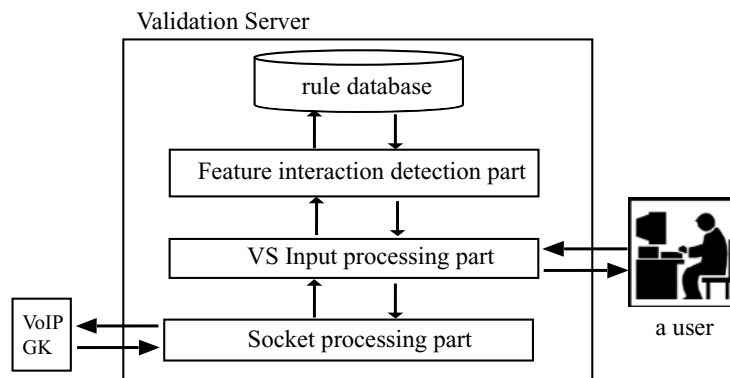 Validation Server
rule database
Feature interaction detection part
VS Input processing part
a user
VoIP
GK
Socket processing part